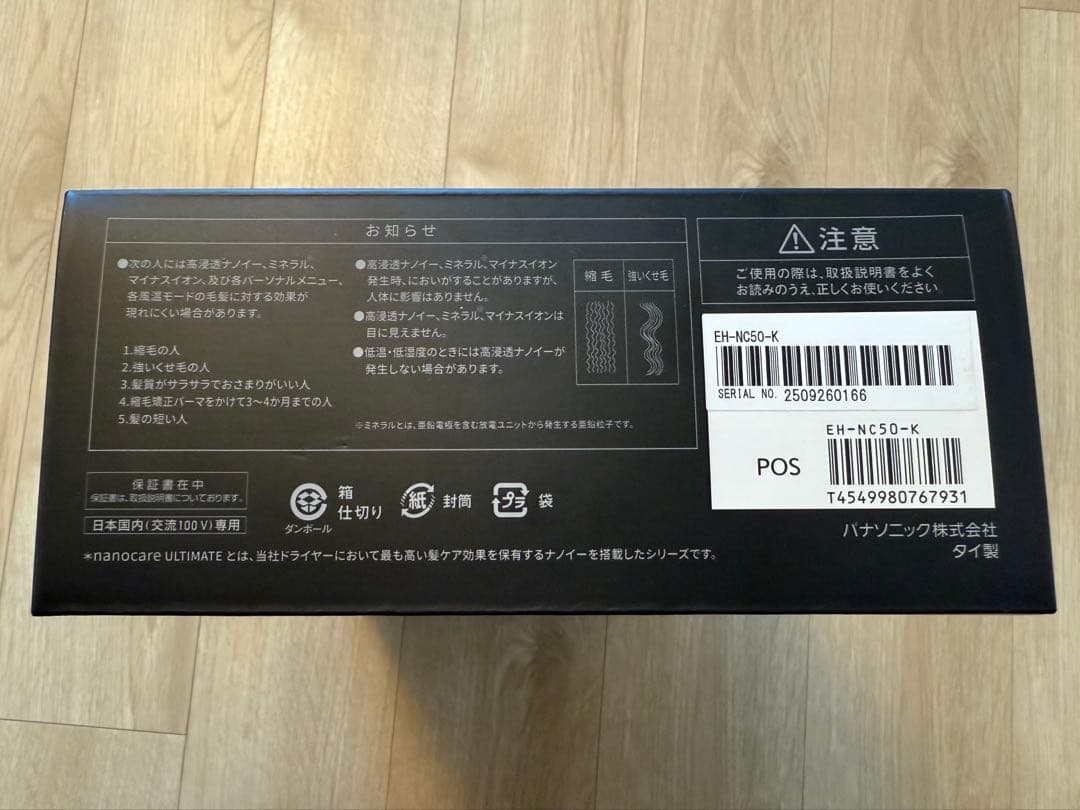 お知らせ
●次の人には高浸透ナノイー、ミネラル、
マイナスイオン、及び各パーソナルメニュー、
各風温モードの毛髪に対する効果が
現れにくい場合があります。
1.縮毛の人
2.強いくせ毛の人
3.髪質がサラサラでおさまりがいい人
4.縮毛矯正パーマをかけて3〜4か月までの人
5.髪の短い人
●高浸透ナノイー、ミネラル、マイナスイオン
発生時、においがすることがありますが、
人体に影響はありません。
●高浸透ナノイー、ミネラル、マイナスイオンは
目に見えません。
●低温・低湿度のときには高浸透ナノイーが
発生しない場合があります。
※ミネラルとは、亜鉛電極を含む放電ユニットから発生する亜鉛粒子です。
縮毛 強いくせ毛
注意
ご使用の際は、取扱説明書をよく
お読みのうえ、正しくお使いください。
EH-NC50-K
SERIAL NO. 2509260166
EH-NC50-K
POS
T4549980767931
保証書在中
保証書は、取扱説明書についております。
日本国内(交流100V)専用
ダンボール
箱
仕切り
紙 封筒
プラ 袋
パナソニック株式会社
タイ製
*nanocare ULTIMATE とは、当社ドライヤーにおいて最も高い髪ケア効果を保有するナノイーを搭載したシリーズです。